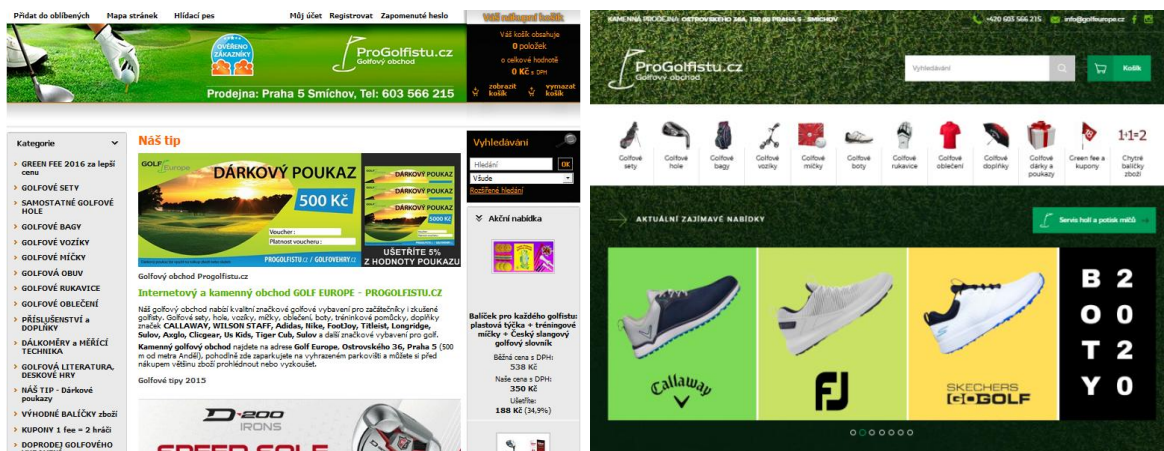 Přidat do oblíbených Mapa stránek Hlídací pes Můj účet Registrovat Zapomenuté heslo
OVĚŘENO
ZÁKAZNÍKY
ProGolfistu.cz
Golfový obchod
Prodejna: Praha 5 Smíchov, Tel: 603 566 215
Váš nákupní košík
Váš košík obsahuje
0 položek
o celkové hodnotě
0 Kč s DPH
zobrazit košík
vymazat košík
Kategorie
GREEN FEE 2016 za lepší
cenu
GOLFOVÉ SETY
SAMOSTATNÉ GOLFOVÉ
HOLE
GOLFOVÉ BAGY
GOLFOVÉ VOZÍKY
GOLFOVÉ MÍČKY
GOLFOVÁ OBUV
GOLFOVÉ RUKAVICE
GOLFOVÉ OBLEČENÍ
PŘÍSLUŠENSTVÍ a
DOPLŇKY
DÁLKOMĚRY a MĚŘÍCÍ
TECHNIKA
GOLFOVÁ LITERATURA,
DESKOVÉ HRY
NÁŠ TIP - Dárkové
poukazy
VÝHODNÉ BALÍČKY zboží
KUPONY 1 fee = 2 hráči
DOPRODEJ GOLFOVÉHO
Náš tip
GOLF Europe
DÁRKOVÝ POUKAZ
500 Kč
Voucher:
Platnost voucheru:
PROGOLFISTU.CZ / GOLFOVEHRY.CZ
DÁRKOVÝ POUKAZ
DÁRKOVÝ POUKAZ
DÁRKOVÝ POUKAZ
5000 Kč
UŠETŘÍTE 5%
Z HODNOTY POUKAZU
Golfový obchod Progolfistu.cz
Internetový a kamenný obchod GOLF EUROPE - PROGOLFISTU.CZ
Náš golfový obchod nabízí kvalitní značkové golfové vybavení pro začátečníky i zkušené
golfisty. Golfové sety, hole, vozíky, míčky, oblečení, boty, tréninkové pomůcky, doplňky
značek CALLAWAY, WILSON STAFF, Adidas, Nike, FootJoy, Titleist, Longridge,
Sulov, Axglo, Clicgear, Us Kids, Tiger Cub, Sulov a další značkové vybavení pro golf.
Kamenný golfový obchod najdete na adrese Golf Europe, Ostrovského 36, Praha 5 (500
m od metra Anděl), pohodlně zde zaparkujete na vyhrazeném parkovišti a můžete si před
nákupem většinu zboží prohlédnout nebo vyzkoušet.
Golfové tipy 2015
D-200
IRONS
SPEED SOLE
Vyhledávání
Hledání OK
Všude
Rozšířené hledání
Akční nabídka
Balíček pro každého golfistu:
plastová týčka + tréningové
míčky + Český slangový
golfový slovník
Běžná cena s DPH:
538 Kč
Naše cena s DPH:
350 Kč
Ušetříte:
188 Kč (34,9%)
KAMENNÁ PRODEJNA: OSTROVSKÉHO 36A, 150 00 PRAHA 5 - SMÍCHOV
+420 603 566 215 info@golfeurope.cz
ProGolfistu.cz
Golfový obchod
Vyhledávání
Košík
Golfové sety
Golfové hole
Golfové bagy
Golfové vozíky
Golfové míčky
Golfové boty
Golfové rukavice
Golfové oblečení
Golfové doplňky
Golfové dárky a poukazy
Green fee a kupony
1+1=2
Chytré balíčky zboží
AKTUÁLNÍ ZAJÍMAVÉ NABÍDKY
Servis holí a potisk míčů
Callaway
FJ
SKECHERS
GO GOLF
B 2
O 0
T 2
Y 0